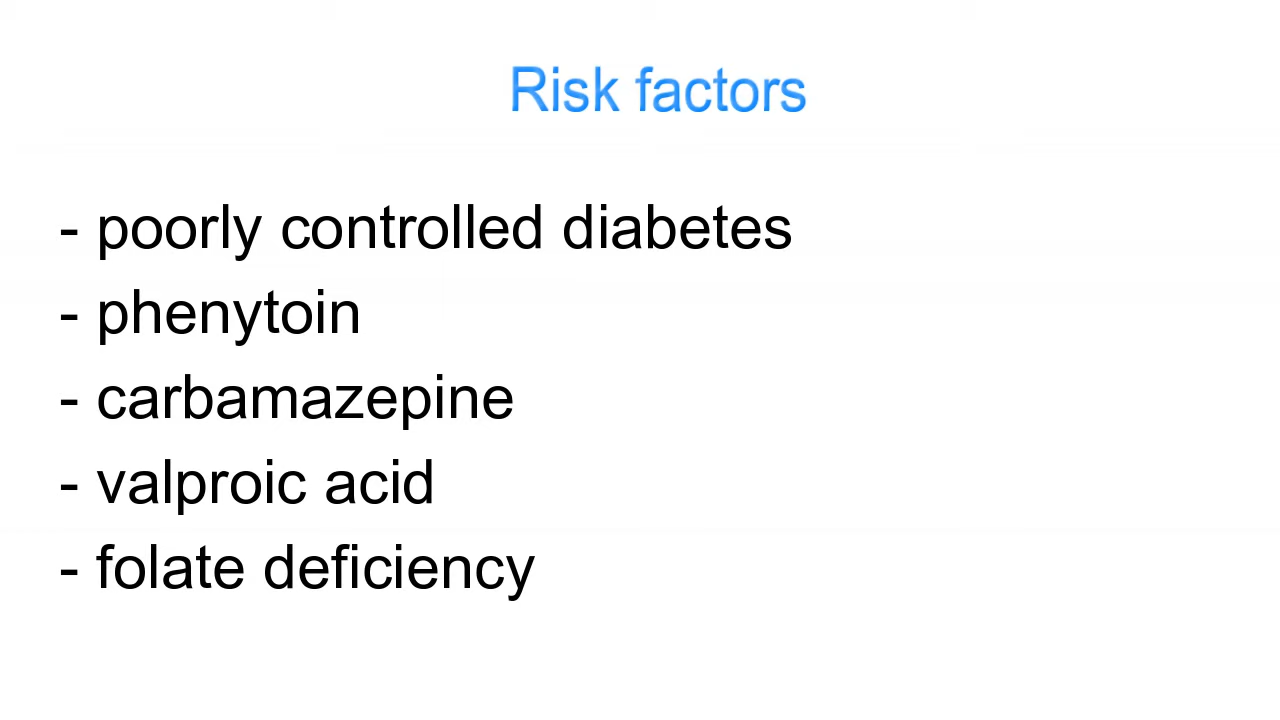 Risk factors
- poorly controlled diabetes
- phenytoin
- carbamazepine
- valproic acid
- folate deficiency